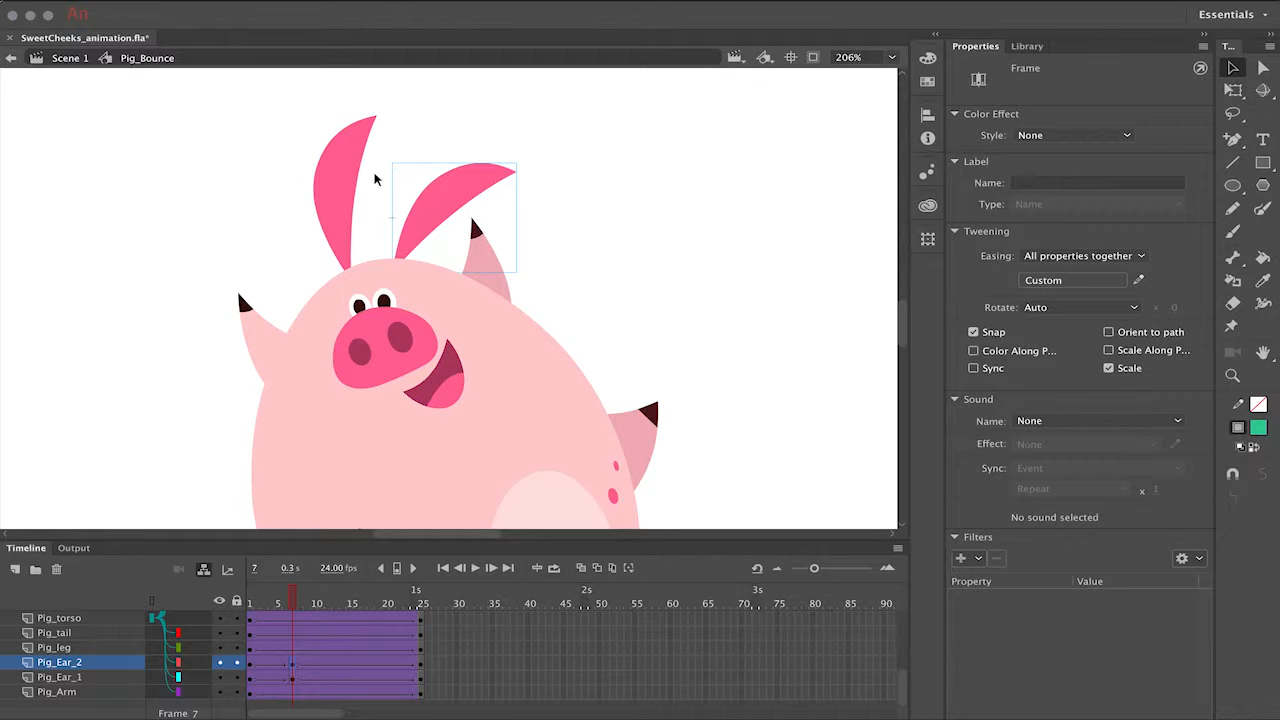 An
Essentials
SweetCheeks_animation.fla*
Scene 1 Pig_Bounce 206%
Properties Library T...
Frame
Color Effect
Style: None
Label
Name:
Type: Name
Tweening
Easing: All properties together
Custom
Rotate: Auto x 0
Snap Orient to path
Color Along P... Scale Along P...
Sync Scale
Sound
Name: None
Effect: None
Sync: Event
Repeat x 1
No sound selected
Filters
Property Value
Timeline Output
7 0.3 s 24.00 fps
1s 2s 3s
1 5 10 15 20 25 30 35 40 45 50 55 60 65 70 75 80 85 90
Pig_torso
Pig_tail
Pig_leg
Pig_Ear_2
Pig_Ear_1
Pig_Arm
Frame 7